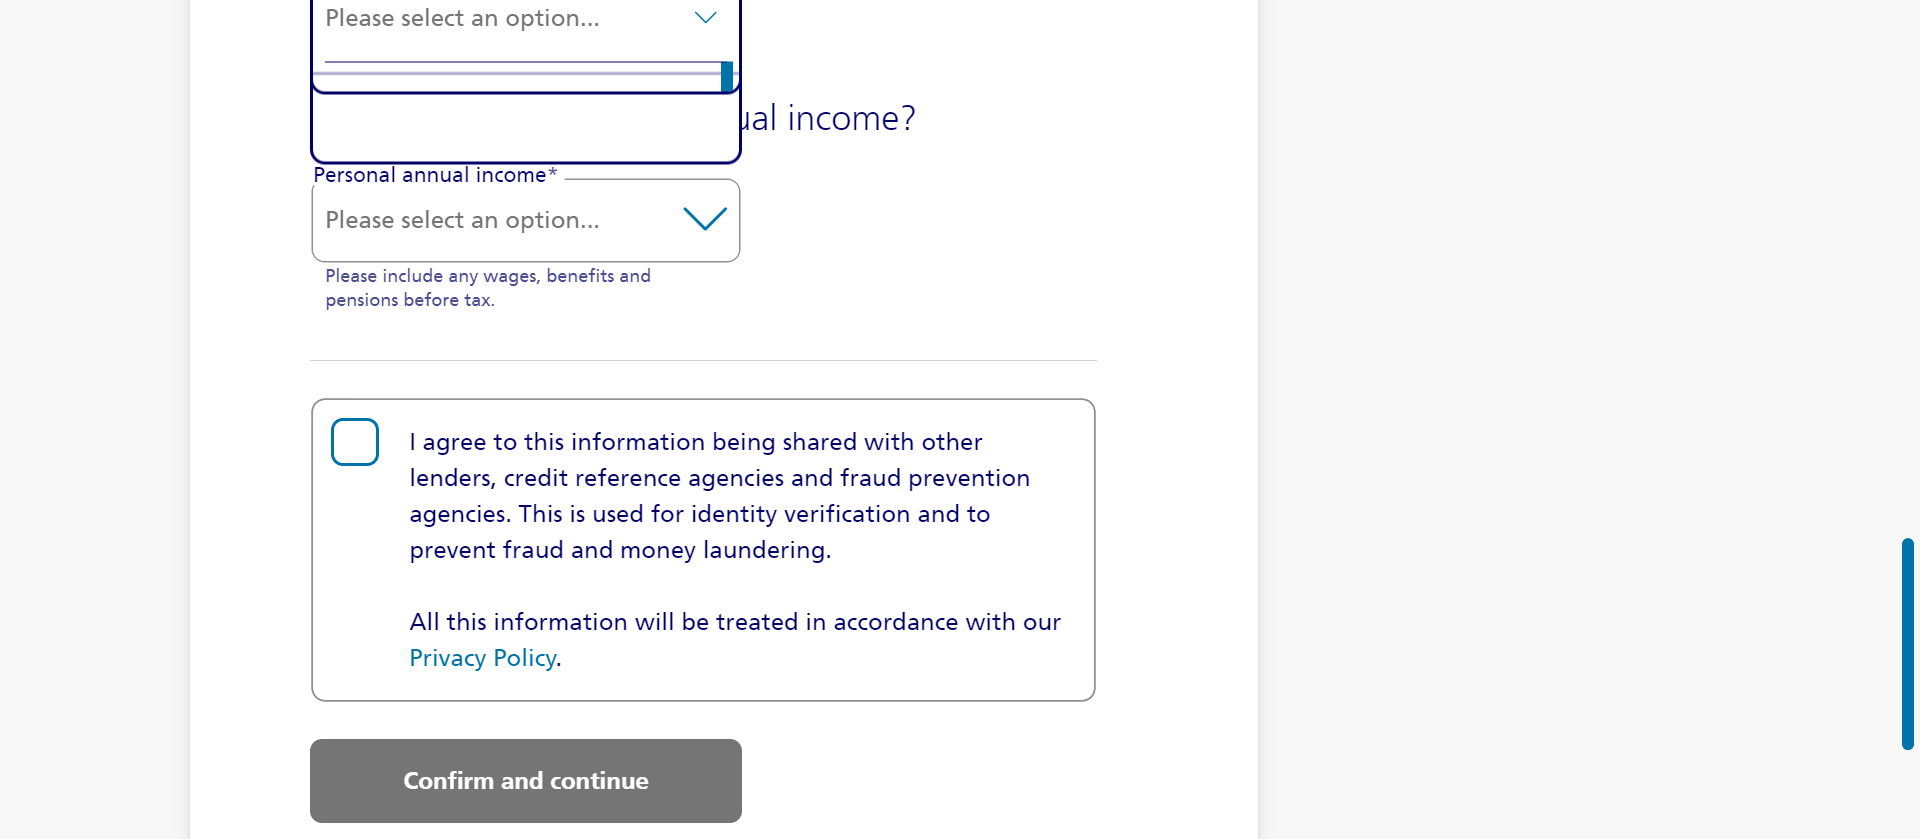 Please select an option...
ual income?
Personal annual income*
Please select an option...
Please include any wages, benefits and
pensions before tax.
I agree to this information being shared with other
lenders, credit reference agencies and fraud prevention
agencies. This is used for identity verification and to
prevent fraud and money laundering.
All this information will be treated in accordance with our
Privacy Policy.
Confirm and continue